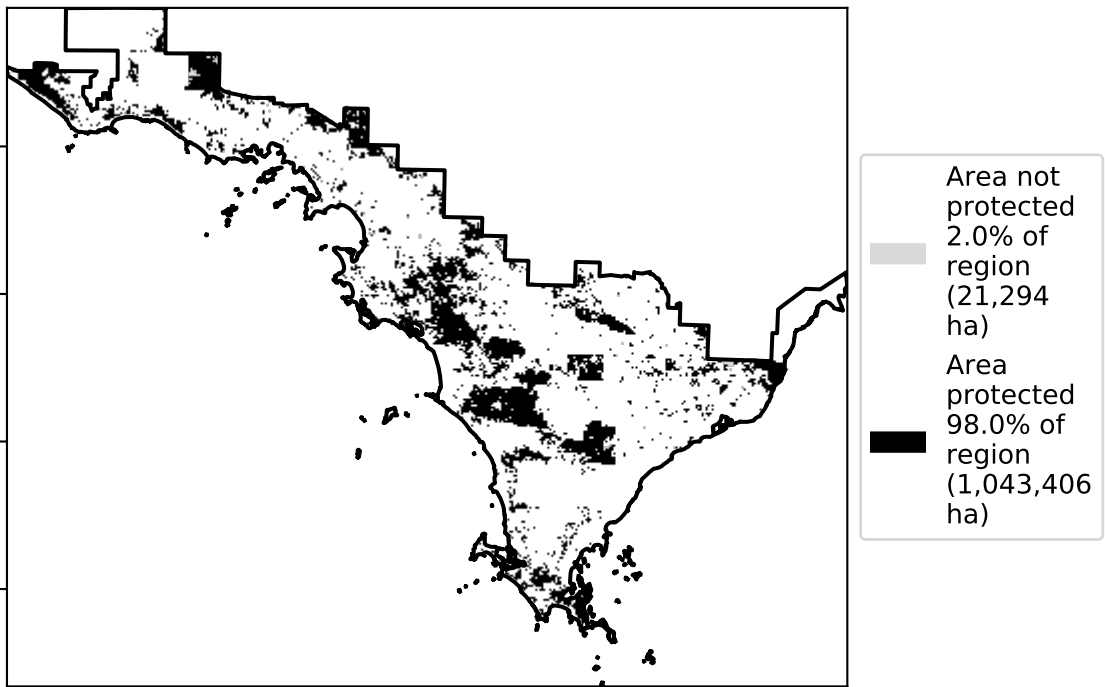 Area not
protected
2.0% of
region
(21,294
ha)
Area
protected
98.0% of
region
(1,043,406
ha)